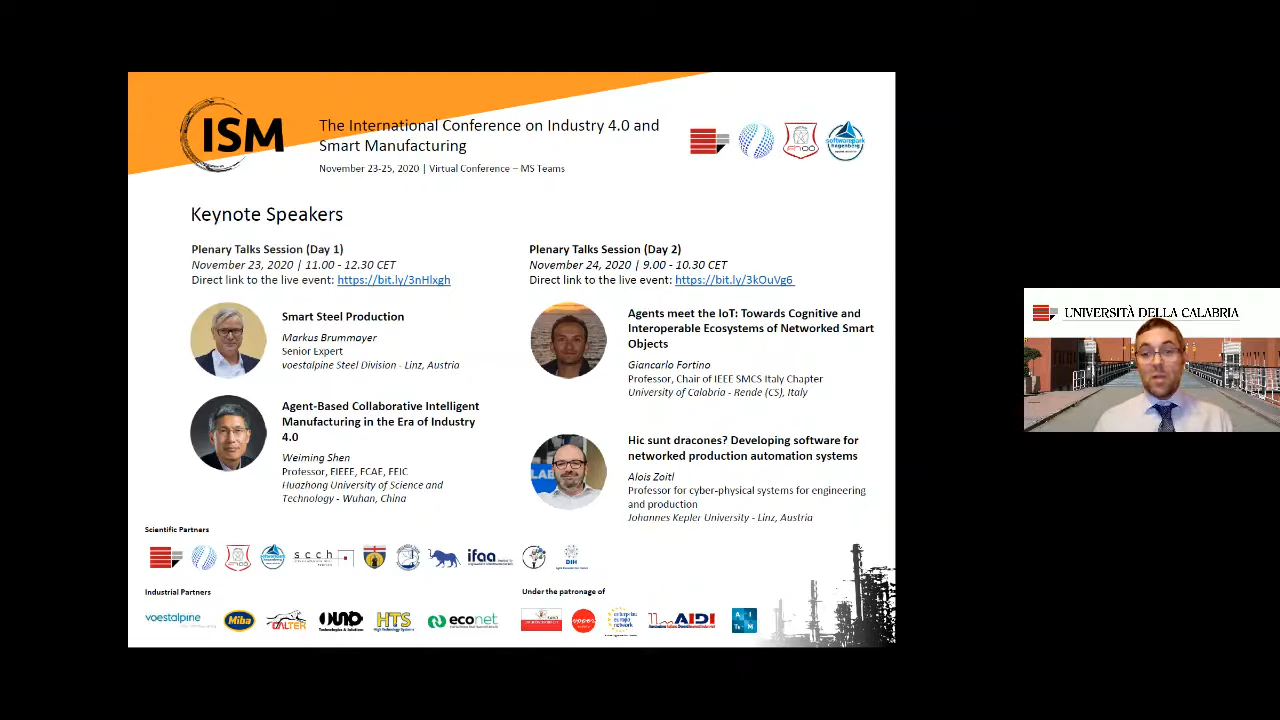 ISM
The International Conference on Industry 4.0 and
Smart Manufacturing
November 23-25, 2020 | Virtual Conference – MS Teams
softwarepark
hagenberg
Keynote Speakers
Plenary Talks Session (Day 1)
November 23, 2020 | 11.00 - 12.30 CET
Direct link to the live event: https://bit.ly/3nHlxgh
Smart Steel Production
Markus Brummayer
Senior Expert
voestalpine Steel Division - Linz, Austria
Agent-Based Collaborative Intelligent
Manufacturing in the Era of Industry
4.0
Weiming Shen
Professor, FIEEE, FCAE, FEIC
Huazhong University of Science and
Technology - Wuhan, China
Plenary Talks Session (Day 2)
November 24, 2020 | 9.00 - 10.30 CET
Direct link to the live event: https://bit.ly/3kOuVg6
Agents meet the IoT: Towards Cognitive and
Interoperable Ecosystems of Networked Smart
Objects
Giancarlo Fortino
Professor, Chair of IEEE SMCS Italy Chapter
University of Calabria - Rende (CS), Italy
LAB
Hic sunt dracones? Developing software for
networked production automation systems
Alois Zoitl
Professor for cyber-physical systems for engineering
and production
Johannes Kepler University - Linz, Austria
UNIVERSITÀ DELLA CALABRIA
Scientific Partners
scch
ifaa
DIH
Industrial Partners
voestalpine
Miba
HTS
High Technology Systems
econet
Under the patronage of
AIDI